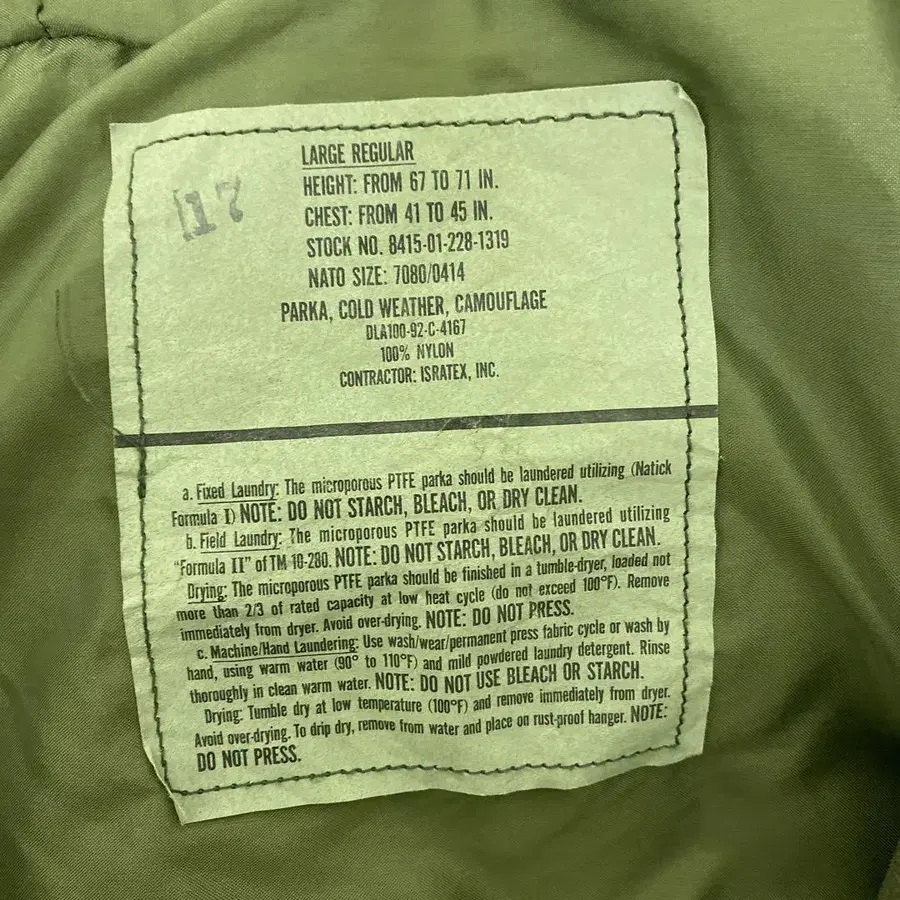 17
LARGE REGULAR
HEIGHT: FROM 67 TO 71 IN.
CHEST: FROM 41 TO 45 IN.
STOCK NO. 8415-01-228-1319
NATO SIZE: 7080/0414
PARKA, COLD WEATHER, CAMOUFLAGE
DLA100-92-C-4167
100% NYLON
CONTRACTOR: ISRATEX, INC.
a. Fixed Laundry: The microporous PTFE parka should be laundered utilizing (Natick
Formula I) NOTE: DO NOT STARCH, BLEACH, OR DRY CLEAN.
b. Field Laundry: The microporous PTFE parka should be laundered utilizing
"Formula II" of TM 10-280. NOTE: DO NOT STARCH, BLEACH, OR DRY CLEAN.
Drying: The microporous PTFE parka should be finished in a tumble-dryer, loaded not
more than 2/3 of rated capacity at low heat cycle (do not exceed 100°F). Remove
immediately from dryer. Avoid over-drying. NOTE: DO NOT PRESS.
c. Machine/Hand Laundering: Use wash/wear/permanent press fabric cycle or wash by
hand, using warm water (90° to 110°F) and mild powdered laundry detergent. Rinse
thoroughly in clean warm water. NOTE: DO NOT USE BLEACH OR STARCH.
Drying: Tumble dry at low temperature (100°F) and remove immediately from dryer.
Avoid over-drying. To drip dry, remove from water and place on rust-proof hanger. NOTE:
DO NOT PRESS.